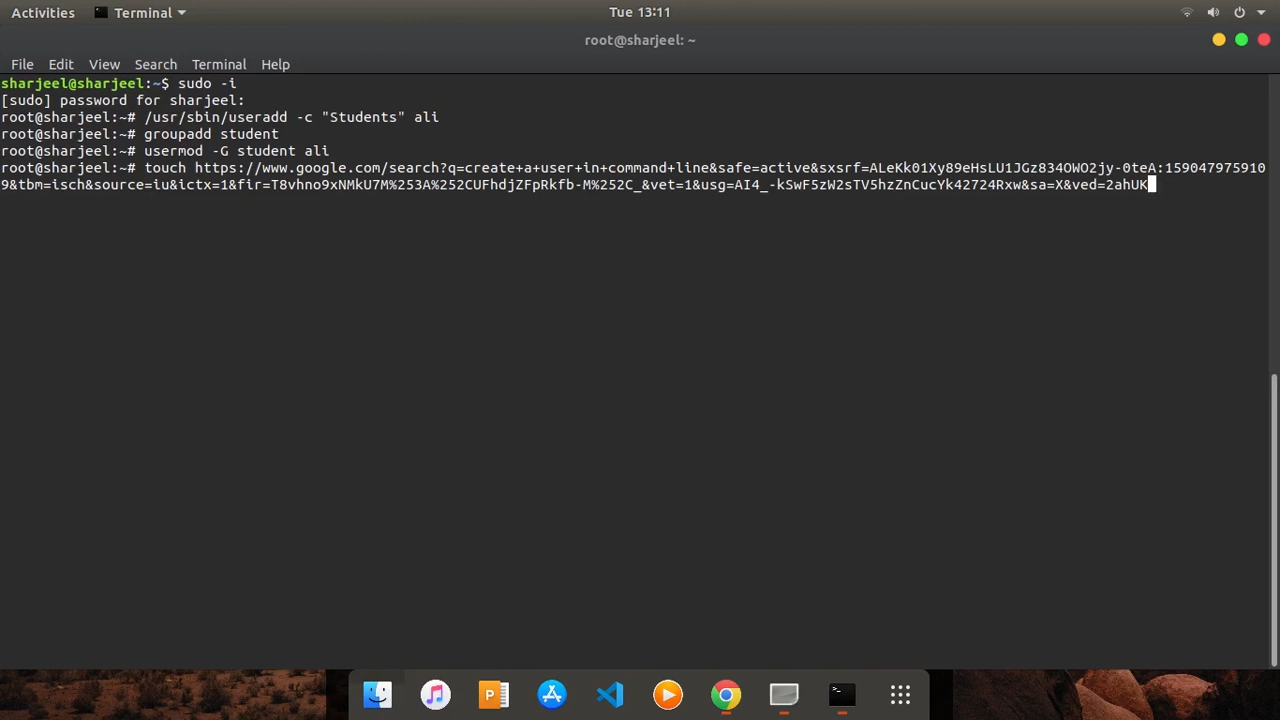 Activities Terminal Tue 13:11
root@sharjeel: ~
File Edit View Search Terminal Help
sharjeel@sharjeel:~$ sudo -i
[sudo] password for sharjeel:
root@sharjeel:~# /usr/sbin/useradd -c "Students" ali
root@sharjeel:~# groupadd student
root@sharjeel:~# usermod -G student ali
root@sharjeel:~# touch https://www.google.com/search?q=create+a+user+in+command+line&safe=active&sxsrf=ALeKk01Xy89eHsLU1JGz834OWO2jy-0teA:159047975910
9&tbm=isch&source=iu&ictx=1&fir=T8vhno9xNMkU7M%253A%252CUFhdjZFpRkfb-M%252C_&vet=1&usg=AI4_-kSwF5zW2sTV5hzZnCucYk42724Rxw&sa=X&ved=2ahUK
P
>_